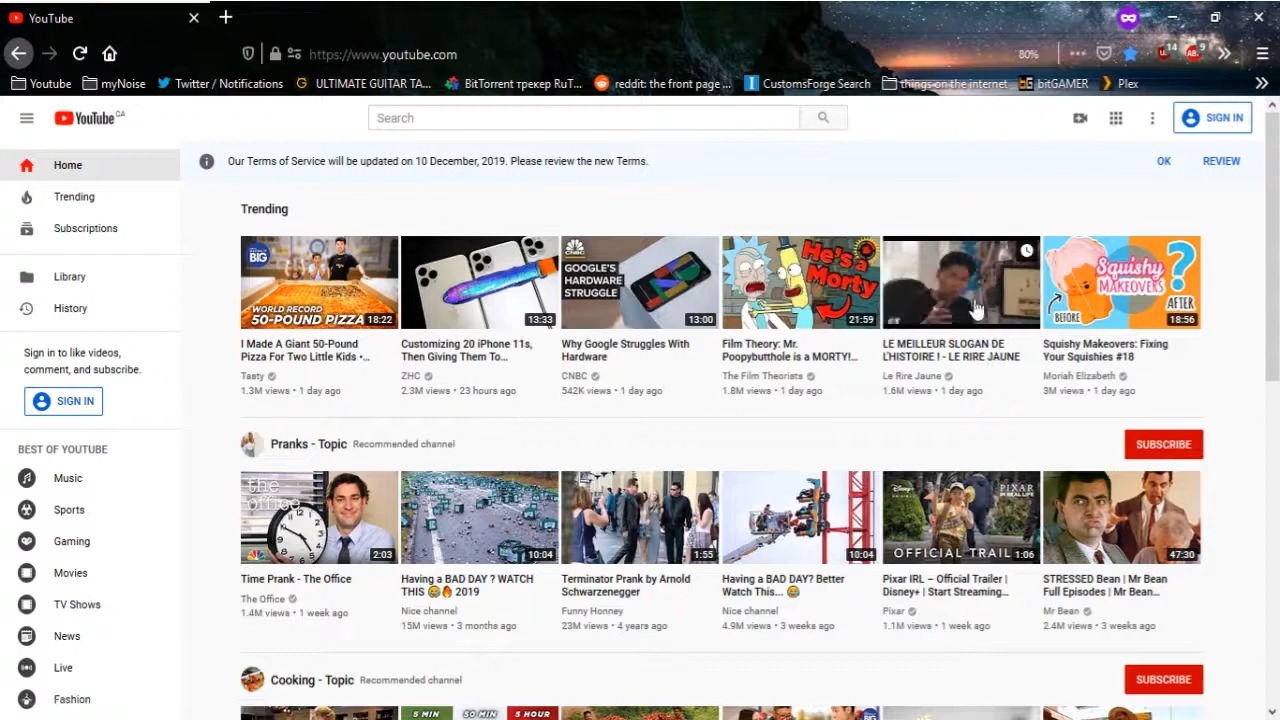 YouTube
https://www.youtube.com
80%
14
9
Youtube
myNoise
Twitter / Notifications
ULTIMATE GUITAR TA...
BitTorrent трекер RuT...
reddit: the front page ...
CustomsForge Search
things on the internet
bitGAMER
Plex
YouTube CA
Search
SIGN IN
Home
Our Terms of Service will be updated on 10 December, 2019. Please review the new Terms.
OK
REVIEW
Trending
Subscriptions
Library
History
Sign in to like videos,
comment, and subscribe.
SIGN IN
BEST OF YOUTUBE
Music
Sports
Gaming
Movies
TV Shows
News
Live
Fashion
Trending
BIG
WORLD RECORD
50-POUND PIZZA
18:22
13:33
CNBC
GOOGLE'S
HARDWARE
STRUGGLE
13:00
He's a
Morty
21:59
Squishy
MAKEOVERS
?
BEFORE
AFTER
18:56
I Made A Giant 50-Pound
Pizza For Two Little Kids •...
Tasty
1.3M views • 1 day ago
Customizing 20 iPhone 11s,
Then Giving Them To...
ZHC
2.3M views • 23 hours ago
Why Google Struggles With
Hardware
CNBC
542K views • 1 day ago
Film Theory: Mr.
Poopybutthole is a MORTY!...
The Film Theorists
1.8M views • 1 day ago
LE MEILLEUR SLOGAN DE
L'HISTOIRE ! - LE RIRE JAUNE
Le Rire Jaune
1.6M views • 1 day ago
Squishy Makeovers: Fixing
Your Squishies #18
Moriah Elizabeth
3M views • 1 day ago
Pranks - Topic Recommended channel
SUBSCRIBE
the
office
2:03
10:04
1:55
10:04
Disney+
ORIGINAL
PIXAR
IN REAL LIFE
OFFICIAL TRAIL
1:06
47:30
Time Prank - The Office
The Office
1.4M views • 1 week ago
Having a BAD DAY ? WATCH
THIS 😂🔥 2019
Nice channel
15M views • 3 months ago
Terminator Prank by Arnold
Schwarzenegger
Funny Honney
23M views • 4 years ago
Having a BAD DAY? Better
Watch This... 😂
Nice channel
4.9M views • 3 weeks ago
Pixar IRL – Official Trailer |
Disney+ | Start Streaming...
Pixar
1.1M views • 1 week ago
STRESSED Bean | Mr Bean
Full Episodes | Mr Bean...
Mr Bean
2.4M views • 3 weeks ago
Cooking - Topic Recommended channel
SUBSCRIBE
5 MIN
50 MIN
5 HOUR
BIG